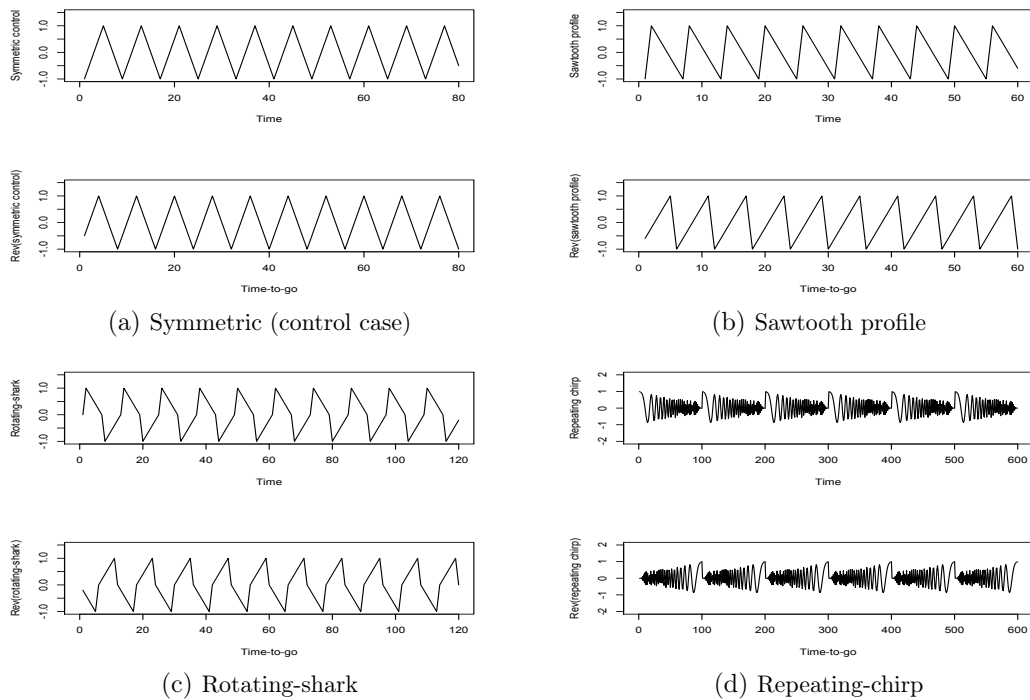 Symmetric control
1.0
0.0
-1.0
0 20 40 60 80
Time
Rev(symmetric control)
1.0
0.0
-1.0
0 20 40 60 80
Time-to-go
(a) Symmetric (control case)
Sawtooth profile
1.0
0.0
-1.0
0 10 20 30 40 50 60
Time
Rev(sawtooth profile)
1.0
0.0
-1.0
0 10 20 30 40 50 60
Time-to-go
(b) Sawtooth profile
Rotating-shark
1.0
0.0
-1.0
0 20 40 60 80 100 120
Time
Rev(rotating-shark)
1.0
0.0
-1.0
0 20 40 60 80 100 120
Time-to-go
(c) Rotating-shark
Repeating chirp
2
1
0
-1
-2
0 100 200 300 400 500 600
Time
Rev(repeating chirp)
2
1
0
-1
-2
0 100 200 300 400 500 600
Time-to-go
(d) Repeating-chirp